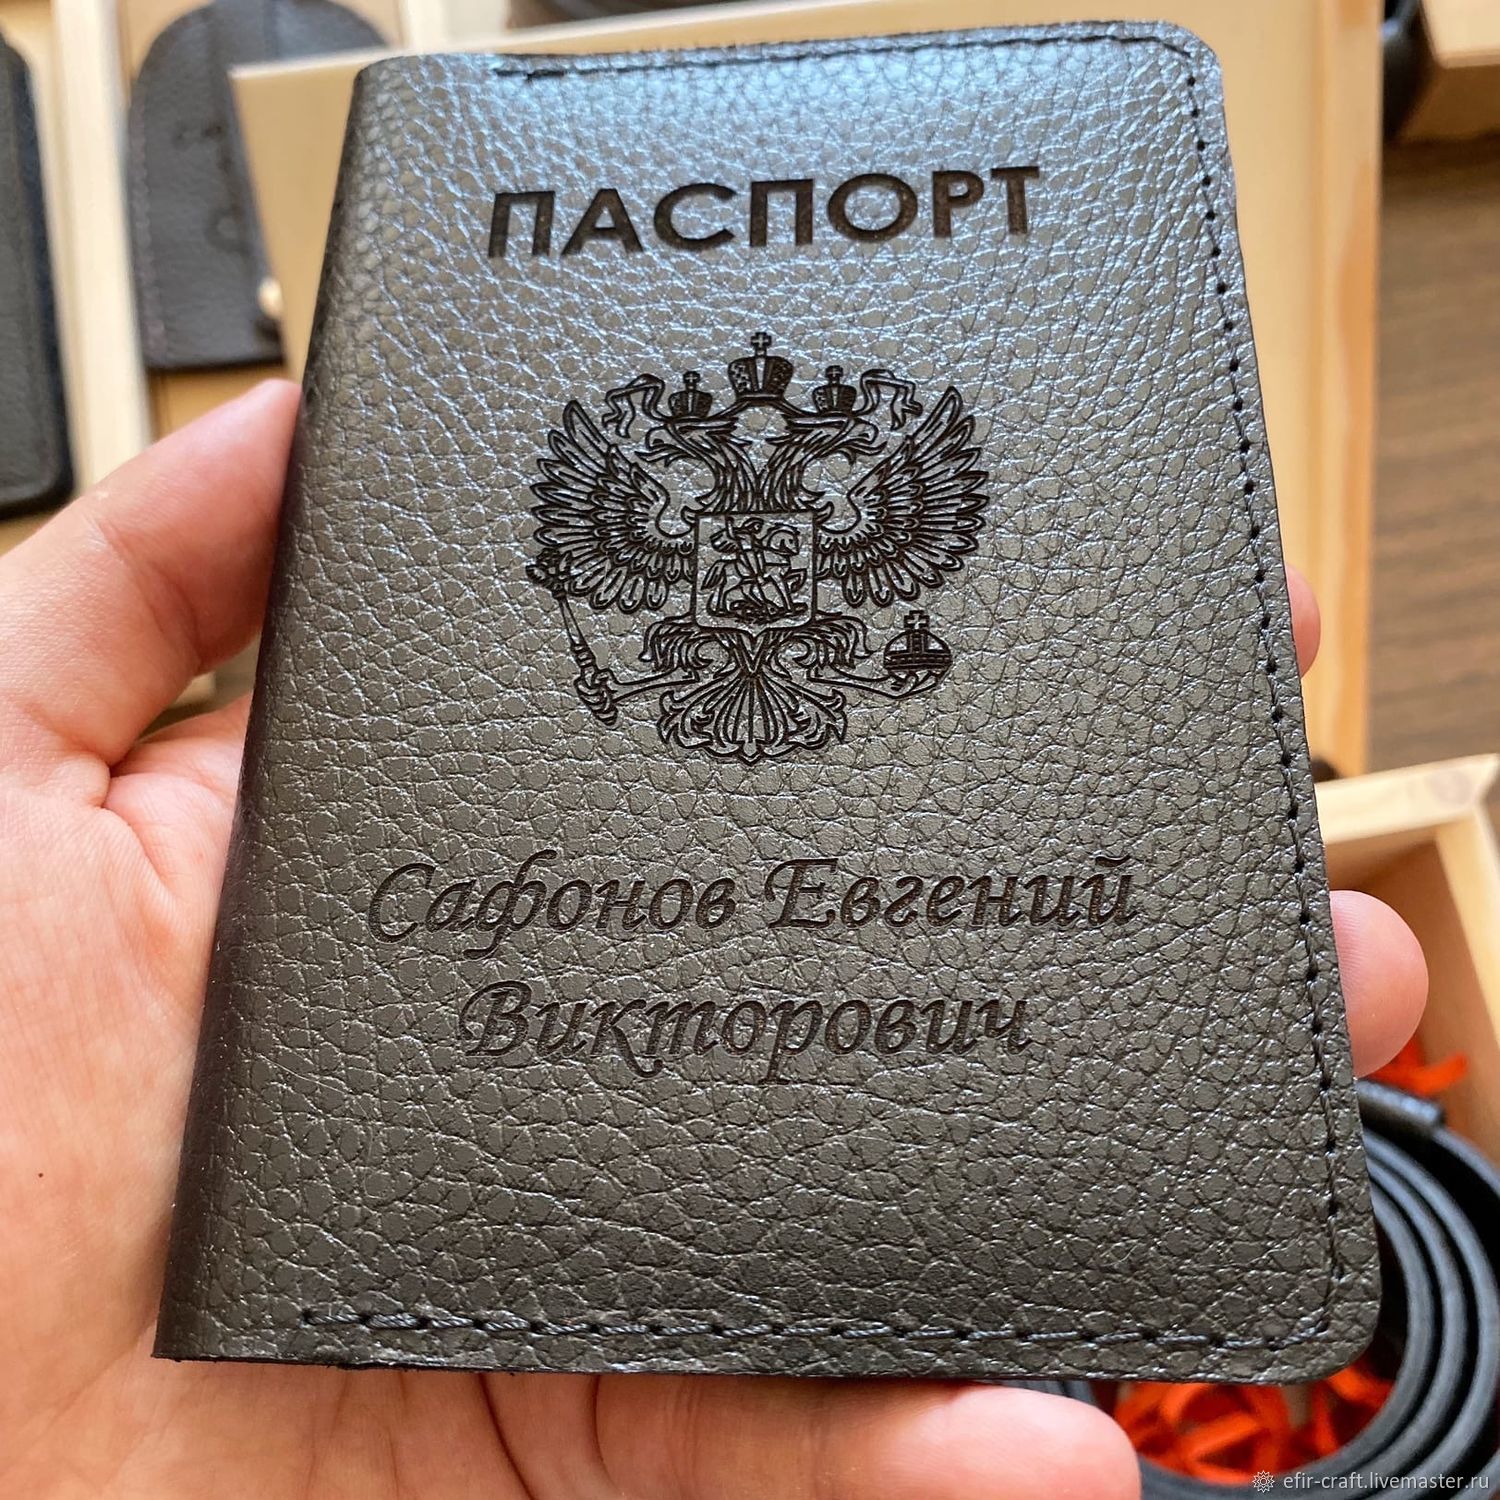 ПАСПОРТ
Сафонов Евгений
Викторович
efir-craft.livemaster.ru